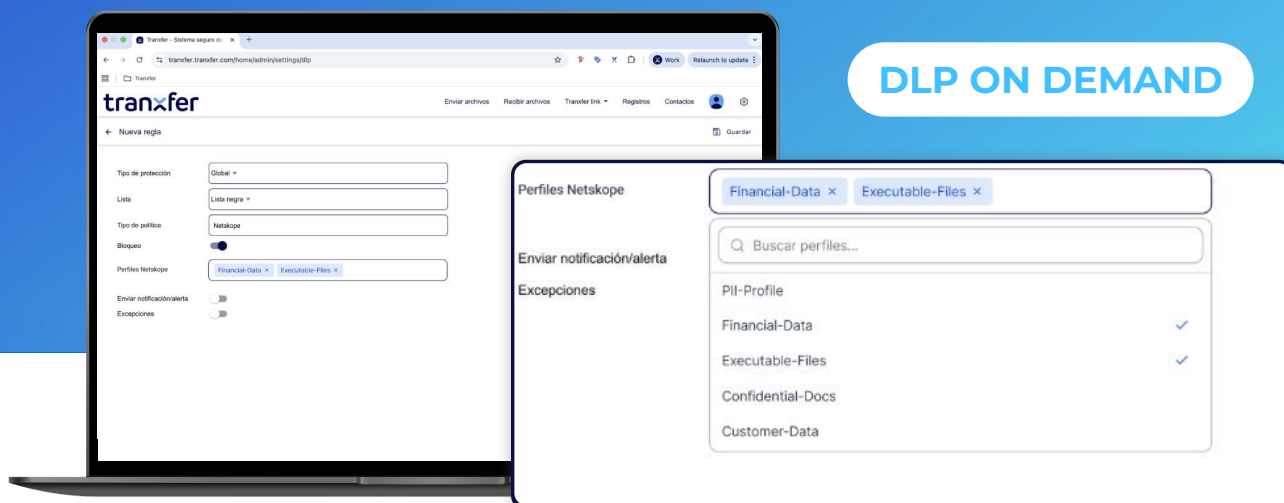 Tranxfer - Sistema seguro de
tranxfer.tranxfer.com/home/admin/settings/dlp
Work
Relaunch to update
Tranxfer
tranxfer
Enviar archivos
Recibir archivos
Tranxfer link
Registros
Contactos
Nueva regla
Guardar
Tipo de protección
Global
Lista
Lista negra
Tipo de política
Netskope
Bloqueo
Perfiles Netskope
Financial-Data ×
Executable-Files ×
Enviar notificación/alerta
Excepciones
DLP ON DEMAND
Perfiles Netskope
Financial-Data ×
Executable-Files ×
Buscar perfiles...
Enviar notificación/alerta
Excepciones
PII-Profile
Financial-Data
Executable-Files
Confidential-Docs
Customer-Data